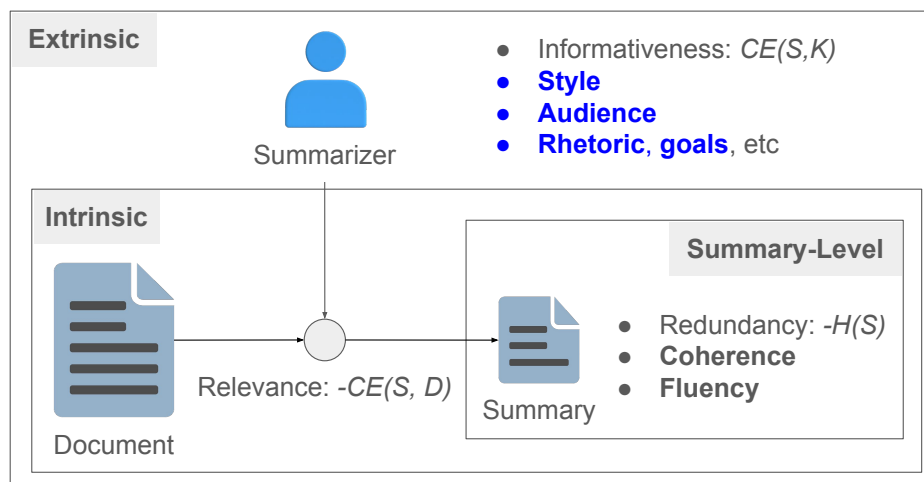 Extrinsic
Summarizer
● Informativeness: CE(S,K)
● Style
● Audience
● Rhetoric, goals, etc
Intrinsic
Document
Relevance: -CE(S, D)
Summary-Level
Summary
● Redundancy: -H(S)
● Coherence
● Fluency